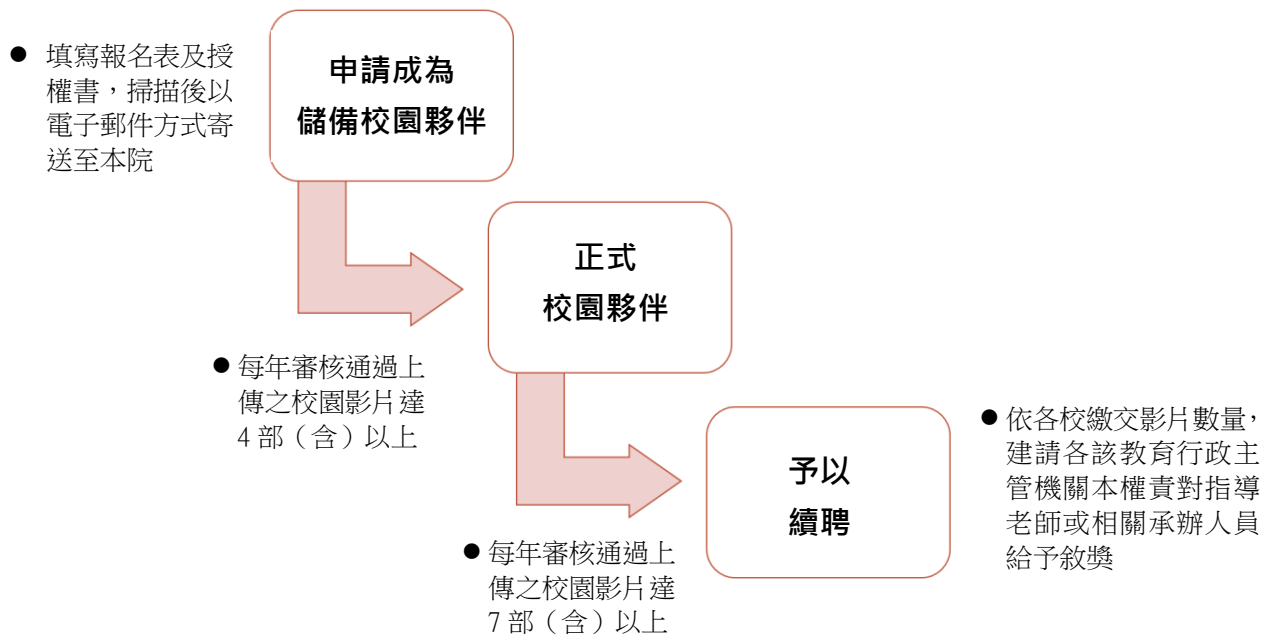 ● 填寫報名表及授
權書，掃描後以
電子郵件方式寄
送至本院
申請成為
儲備校園夥伴
正式
校園夥伴
● 每年審核通過上
傳之校園影片達
4 部（含）以上
予以
續聘
● 依各校繳交影片數量，
建請各該教育行政主
管機關本權責對指導
老師或相關承辦人員
給予敘獎
● 每年審核通過上
傳之校園影片達
7 部（含）以上